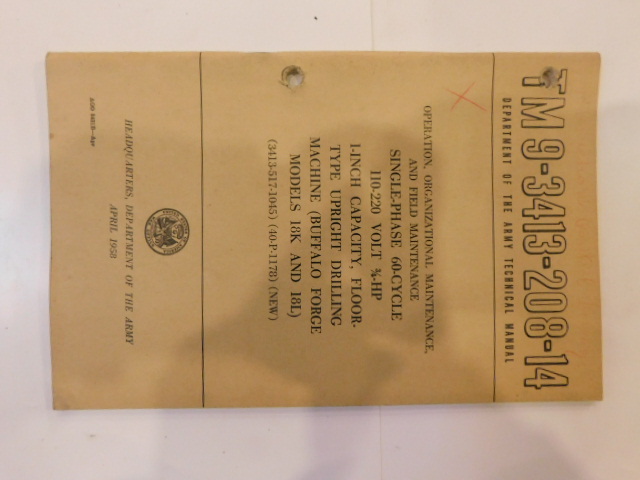 TM 9-3413-208-14
DEPARTMENT OF THE ARMY TECHNICAL MANUAL
OPERATION, ORGANIZATIONAL MAINTENANCE,
AND FIELD MAINTENANCE
SINGLE-PHASE 60-CYCLE
110-220 VOLT ¾-HP
1-INCH CAPACITY, FLOOR-
TYPE UPRIGHT DRILLING
MACHINE (BUFFALO FORGE
MODELS 18K AND 18L)
(3413-517-1045) (40-P-1178) (NEW)
HEADQUARTERS, DEPARTMENT OF THE ARMY
APRIL 1958